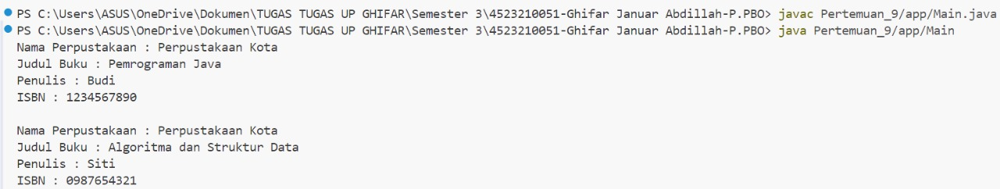 PS C:\Users\ASUS\OneDrive\Dokumen\TUGAS TUGAS UP GHIFAR\Semester 3\4523210051-Ghifar Januar Abdillah-P.PBO> javac Pertemuan_9/app/Main.java
PS C:\Users\ASUS\OneDrive\Dokumen\TUGAS TUGAS UP GHIFAR\Semester 3\4523210051-Ghifar Januar Abdillah-P.PBO> java Pertemuan_9/app/Main
Nama Perpustakaan : Perpustakaan Kota
Judul Buku : Pemrograman Java
Penulis : Budi
ISBN : 1234567890
Nama Perpustakaan : Perpustakaan Kota
Judul Buku : Algoritma dan Struktur Data
Penulis : Siti
ISBN : 0987654321